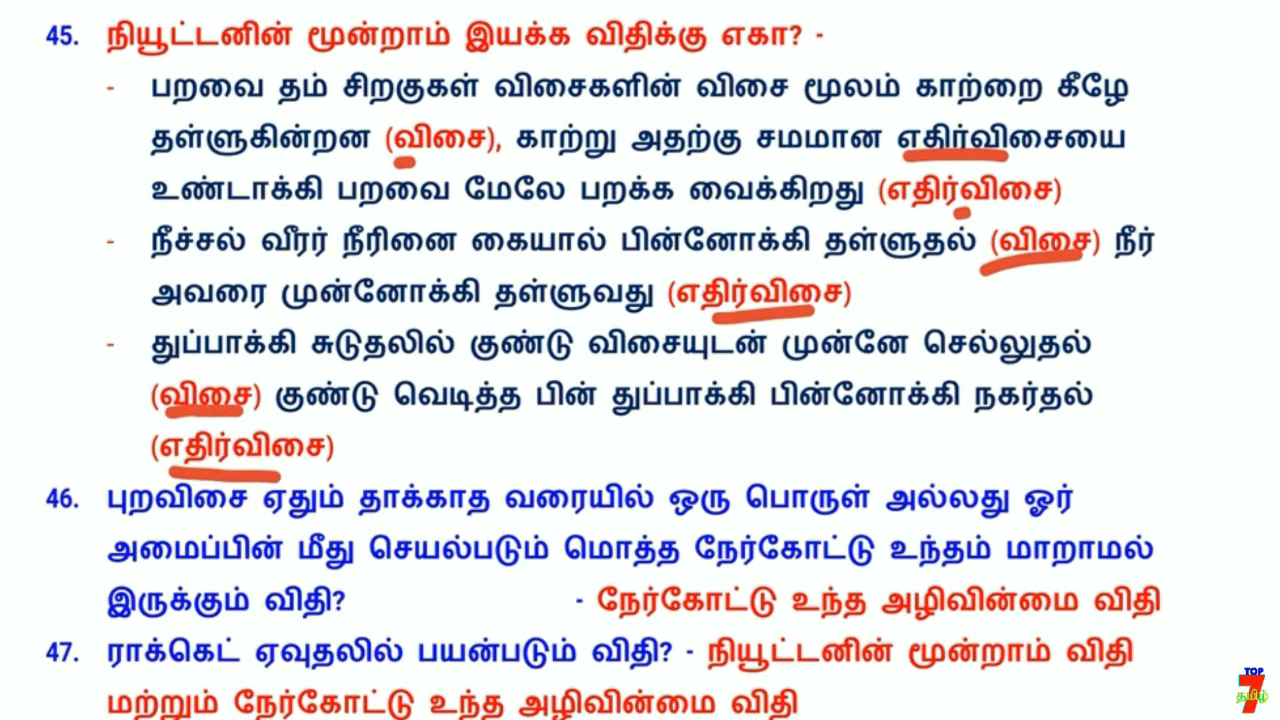 45. நியூட்டனின் மூன்றாம் இயக்க விதிக்கு எகா? -
- பறவை தம் சிறகுகள் விசைகளின் விசை மூலம் காற்றை கீழே
தள்ளுகின்றன (விசை), காற்று அதற்கு சமமான எதிர்விசையை
உண்டாக்கி பறவை மேலே பறக்க வைக்கிறது (எதிர்விசை)
- நீச்சல் வீரர் நீரினை கையால் பின்னோக்கி தள்ளுதல் (விசை) நீர்
அவரை முன்னோக்கி தள்ளுவது (எதிர்விசை)
- துப்பாக்கி சுடுதலில் குண்டு விசையுடன் முன்னே செல்லுதல்
(விசை) குண்டு வெடித்த பின் துப்பாக்கி பின்னோக்கி நகர்தல்
(எதிர்விசை)
46. புறவிசை ஏதும் தாக்காத வரையில் ஒரு பொருள் அல்லது ஓர்
அமைப்பின் மீது செயல்படும் மொத்த நேர்கோட்டு உந்தம் மாறாமல்
இருக்கும் விதி? - நேர்கோட்டு உந்த அழிவின்மை விதி
47. ராக்கெட் ஏவுதலில் பயன்படும் விதி? - நியூட்டனின் மூன்றாம் விதி
மற்றும் நேர்கோட்டு உந்த அழிவின்மை விதி
TOP
7
தமிழ்